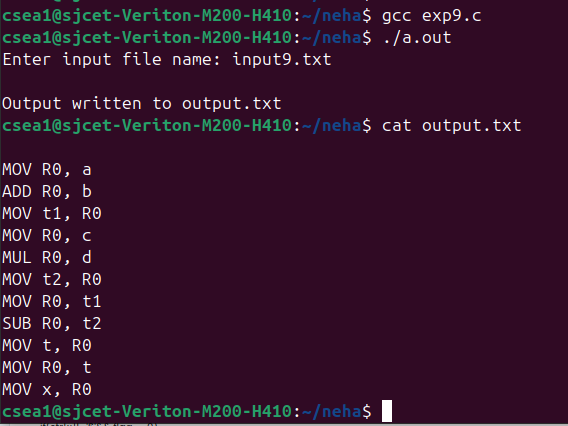 csea1@sjcet-Veriton-M200-H410:~/neha$ gcc exp9.c
csea1@sjcet-Veriton-M200-H410:~/neha$ ./a.out
Enter input file name: input9.txt
Output written to output.txt
csea1@sjcet-Veriton-M200-H410:~/neha$ cat output.txt
MOV R0, a
ADD R0, b
MOV t1, R0
MOV R0, c
MUL R0, d
MOV t2, R0
MOV R0, t1
SUB R0, t2
MOV t, R0
MOV R0, t
MOV x, R0
csea1@sjcet-Veriton-M200-H410:~/neha$